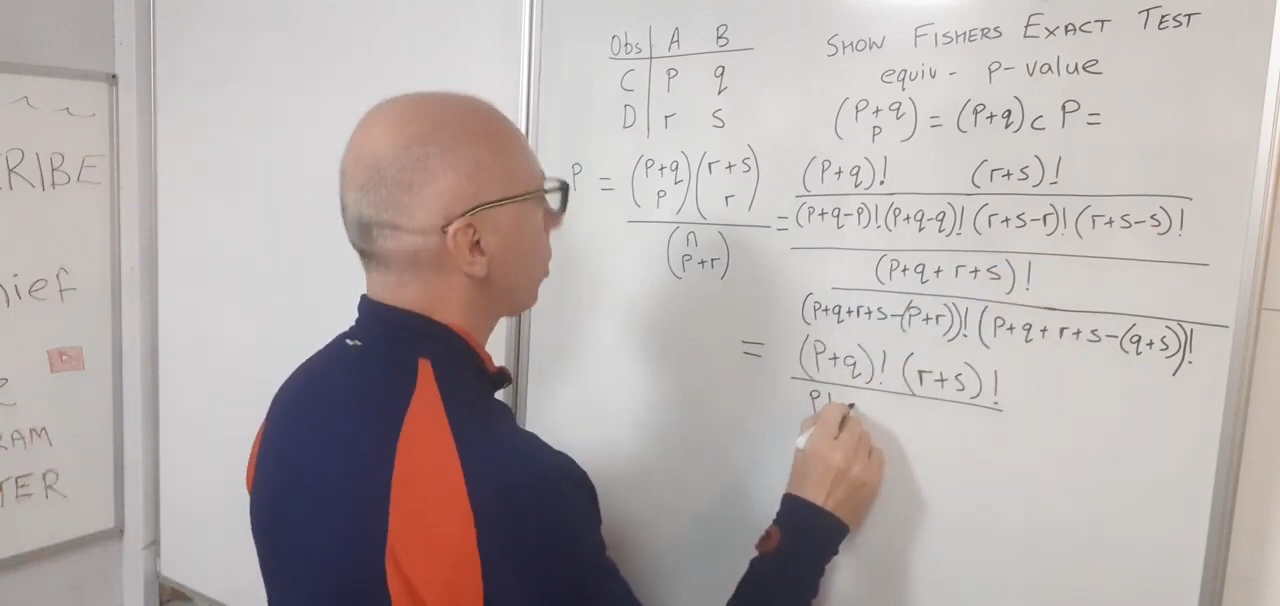 RIBE
ief
RAM
TER
Obs A B
C p q
D r s
SHOW FISHERS EXACT TEST
equiv - p-value
(p+q p) = (p+q) C P =
P = (p+q p)(r+s r) / (n p+r) = (p+q)! (r+s)! / (p+q-p)!(p+q-q)!(r+s-r)!(r+s-s)!
(p+q+r+s)!
(p+q+r+s-(p+r))! (p+q+r+s-(q+s))!
= (p+q)! (r+s)!
p!